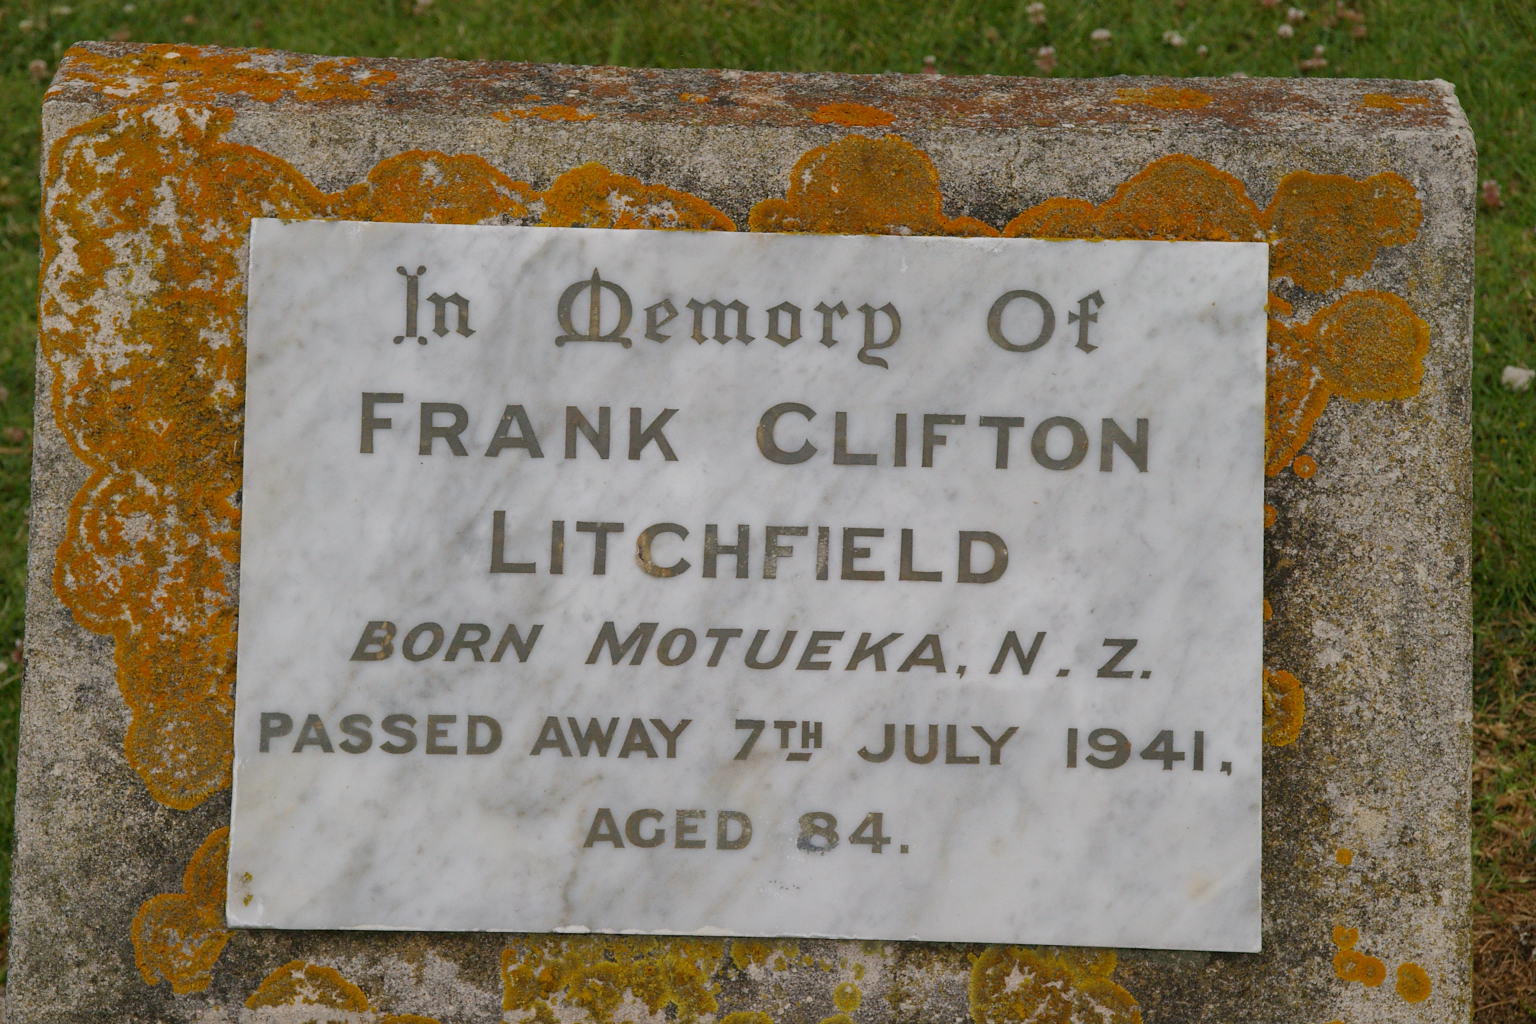 In Memory Of
FRANK CLIFTON
LITCHFIELD
BORN MOTUEKA, N. Z.
PASSED AWAY 7TH JULY 1941,
AGED 84.